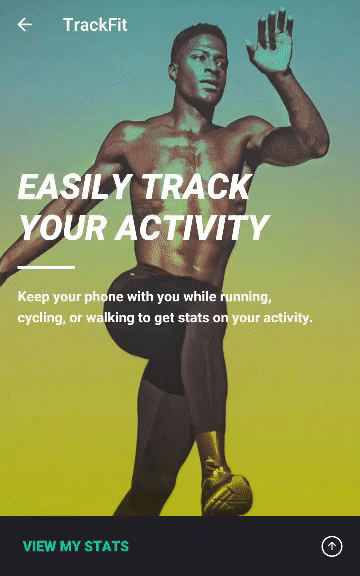 TrackFit
EASILY TRACK
YOUR ACTIVITY
Keep your phone with you while running,
cycling, or walking to get stats on your activity.
VIEW MY STATS